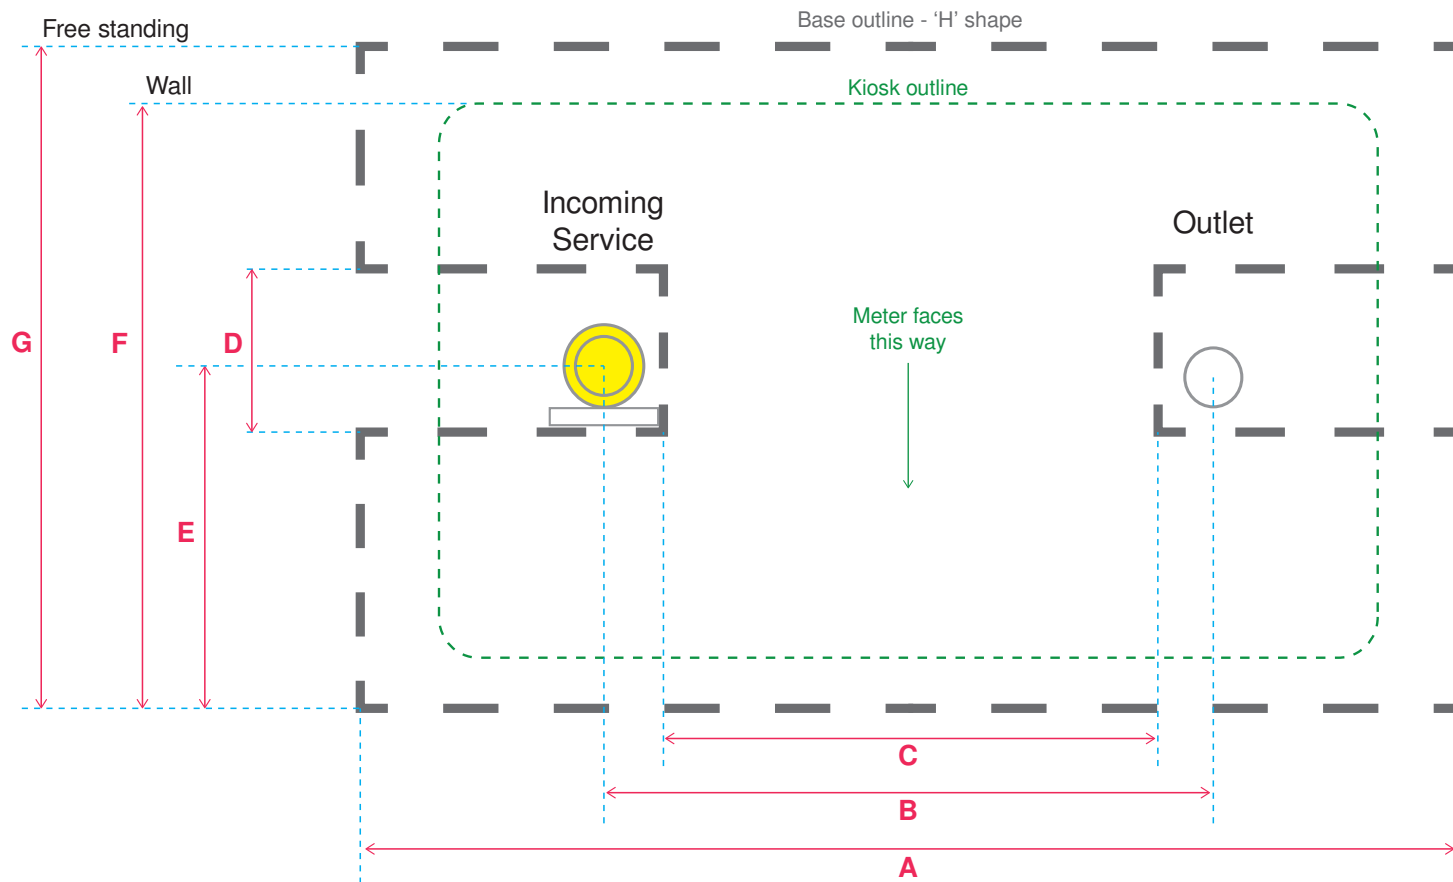 Base outline - ‘H’ shape
Free standing
Wall
Kiosk outline
Incoming
Service
Outlet
Meter faces
this way
G
F
D
E
C
B
A